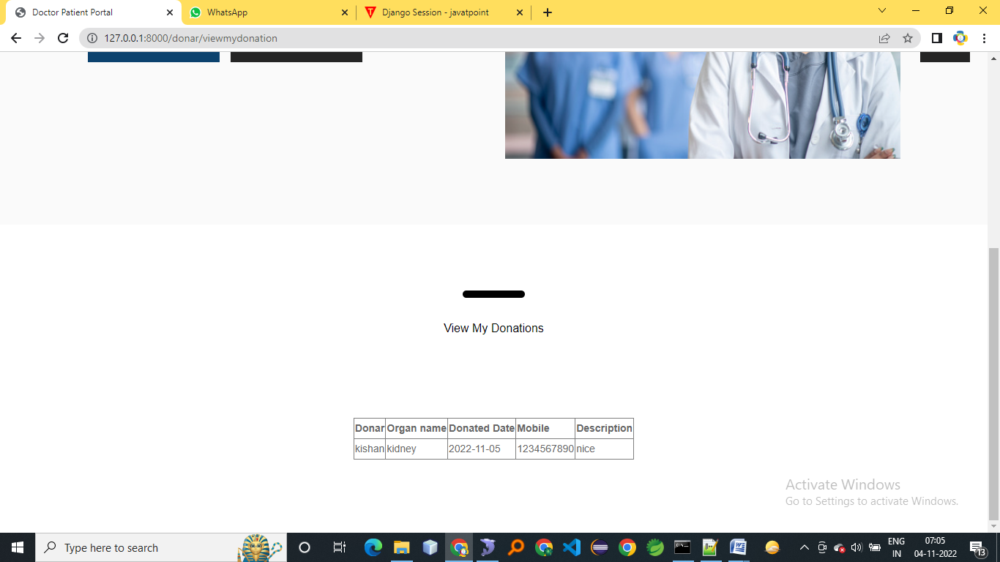 Doctor Patient Portal
WhatsApp
Django Session - javatpoint
127.0.0.1:8000/donar/viewmydonation
View My Donations
Donar Organ name Donated Date Mobile Description
kishan kidney 2022-11-05 1234567890 nice
Activate Windows
Go to Settings to activate Windows.
Type here to search
ENG 07:05
IN 04-11-2022
13